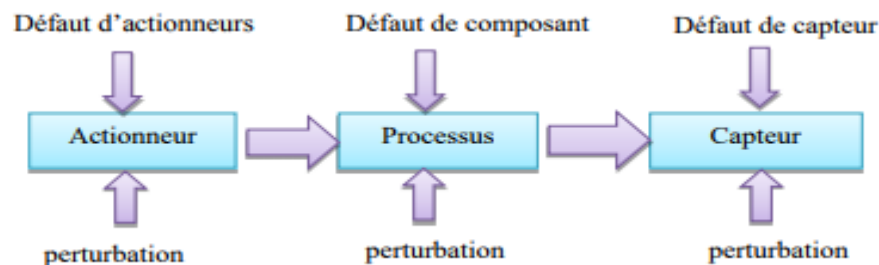 Défaut d’actionneurs Défaut de composant Défaut de capteur
Actionneur Processus Capteur
perturbation perturbation perturbation